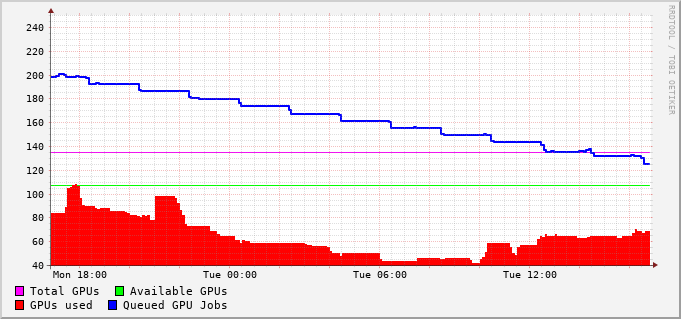 RRDTOOL / TOBI OETIKER
240
220
200
180
160
140
120
100
80
60
40
Mon 18:00 Tue 00:00 Tue 06:00 Tue 12:00
Total GPUs Available GPUs
GPUs used Queued GPU Jobs